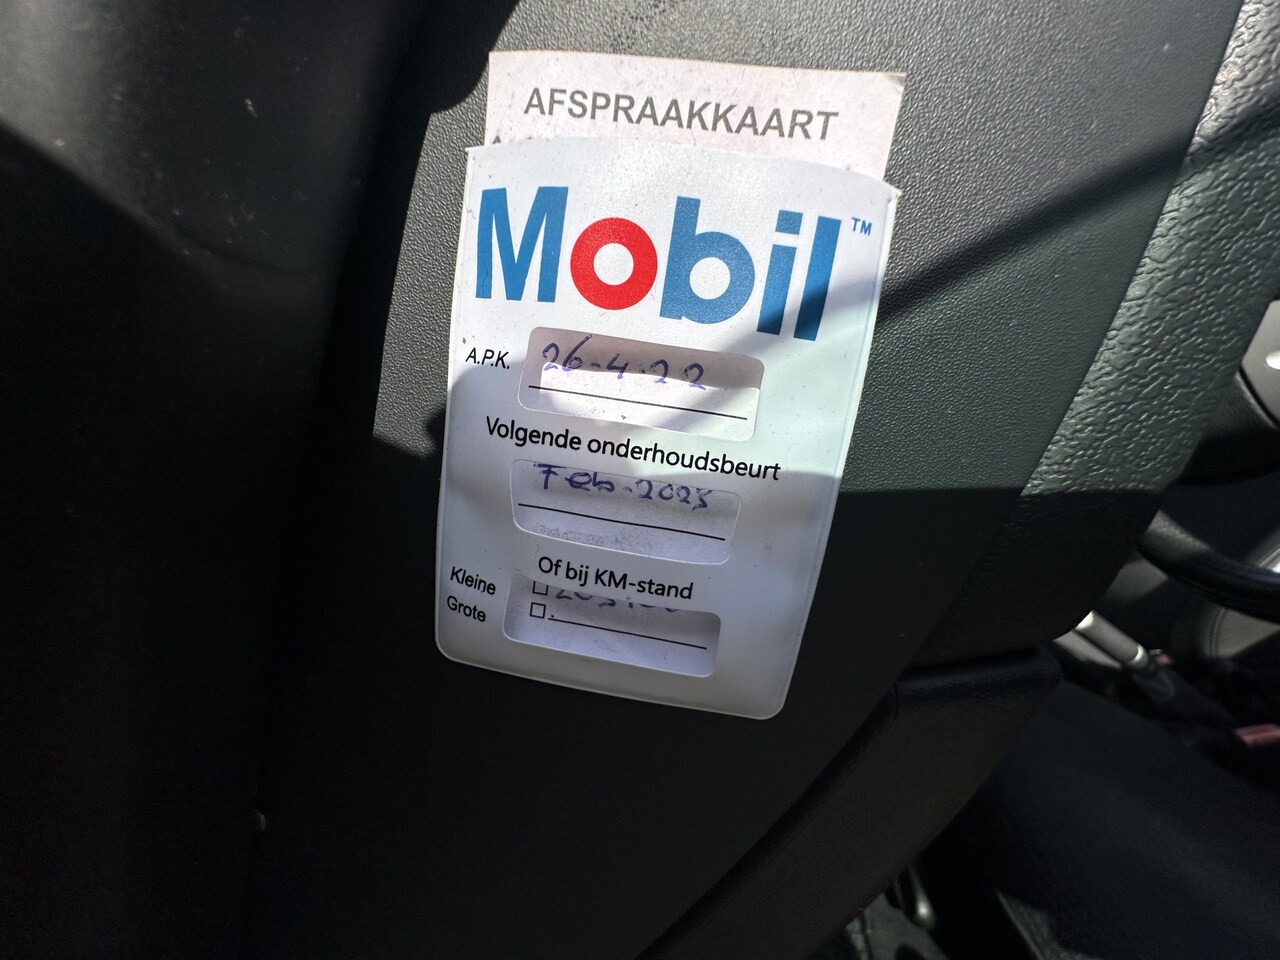 AFSPRAAKKAART
Mobil™
A.P.K. 26-4-22
Volgende onderhoudsbeurt
Feb-2023
Of bij KM-stand
Kleine
Grote